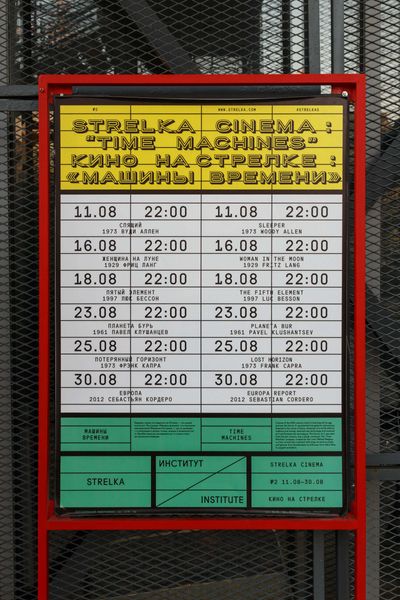 WWW.STRELKA.COM
STRELKA CINEMA:
"TIME MACHINES"
КИНО НА СТРЕЛКЕ:
«МАШИНЫ ВРЕМЕНИ»
11.08 22:00
СПЯЩИЙ
1973 ВУДИ АЛЛЕН
11.08 22:00
SLEEPER
1973 WOODY ALLEN
16.08 22:00
ЖЕНЩИНА НА ЛУНЕ
1929 ФРИЦ ЛАНГ
16.08 22:00
WOMAN IN THE MOON
1929 FRITZ LANG
18.08 22:00
ПЯТЫЙ ЭЛЕМЕНТ
1997 ЛЮК БЕССОН
18.08 22:00
THE FIFTH ELEMENT
1997 LUC BESSON
23.08 22:00
ПЛАНЕТА БУРЬ
1961 ПАВЕЛ КЛУШАНЦЕВ
23.08 22:00
PLANETA BUR
1961 PAVEL KLUSHANTSEV
25.08 22:00
ПОТЕРЯННЫЙ ГОРИЗОНТ
1973 ФРЭНК КАПРА
25.08 22:00
LOST HORIZON
1973 FRANK CAPRA
30.08 22:00
ЕВРОПА
2012 СЕБАСТЬЯН КОРДЕРО
30.08 22:00
EUROPA REPORT
2012 SEBASTIAN CORDERO
МАШИНЫ
ВРЕМЕНИ
TIME
MACHINES
STRELKA
ИНСТИТУТ
INSTITUTE
STRELKA CINEMA
#2 11.08–30.08
КИНО НА СТРЕЛКЕ